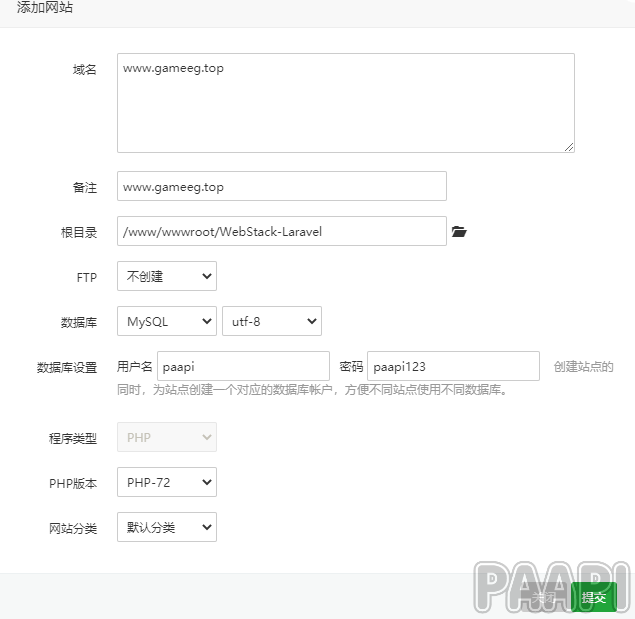 添加网站
域名 www.gameeg.top
备注 www.gameeg.top
根目录 /www/wwwroot/WebStack-Laravel
FTP 不创建
数据库 MySQL utf-8
数据库设置 用户名 paapi 密码 paapi123 创建站点的
同时，为站点创建一个对应的数据库帐户，方便不同站点使用不同数据库。
程序类型 PHP
PHP版本 PHP-72
网站分类 默认分类
PAAPI
关闭 提交